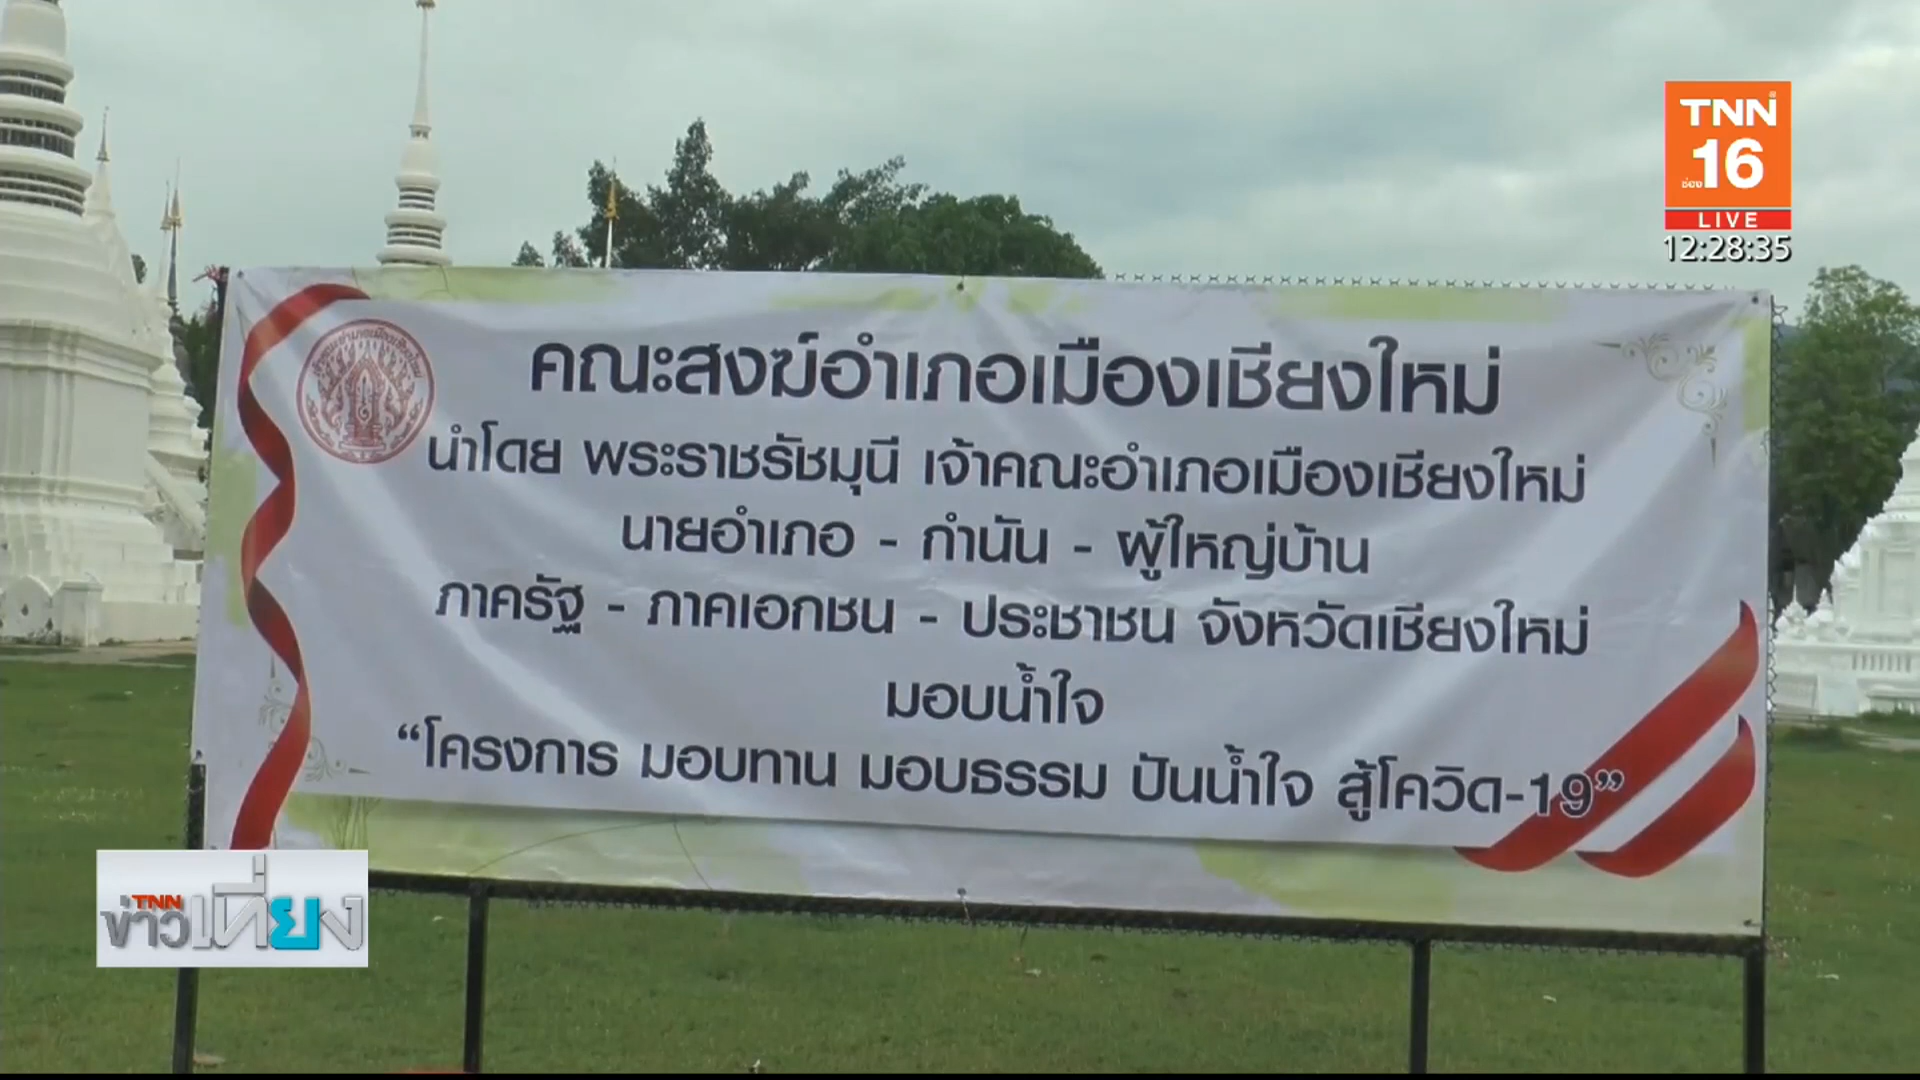 TNN
ช่อง 16
LIVE
12:28:35
คณะสงฆ์อำเภอเมืองเชียงใหม่
นำโดย พระราชรัชมุนี เจ้าคณะอำเภอเมืองเชียงใหม่
นายอำเภอ - กำนัน - ผู้ใหญ่บ้าน
ภาครัฐ - ภาคเอกชน - ประชาชน จังหวัดเชียงใหม่
มอบน้ำใจ
“โครงการ มอบทาน มอบธรรม ปันน้ำใจ สู้โควิด-19”
TNN
ข่าวเที่ยง